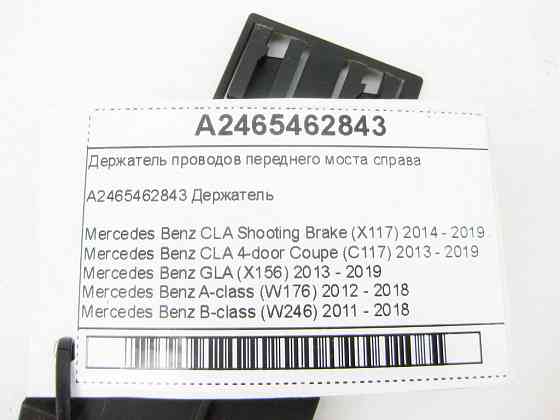 A2465462843
Держатель проводов переднего моста справа
A2465462843 Держатель
Mercedes Benz CLA Shooting Brake (X117) 2014 - 2019
Mercedes Benz CLA 4-door Coupe (C117) 2013 - 2019
Mercedes Benz GLA (X156) 2013 - 2019
Mercedes Benz A-class (W176) 2012 - 2018
Mercedes Benz B-class (W246) 2011 - 2018